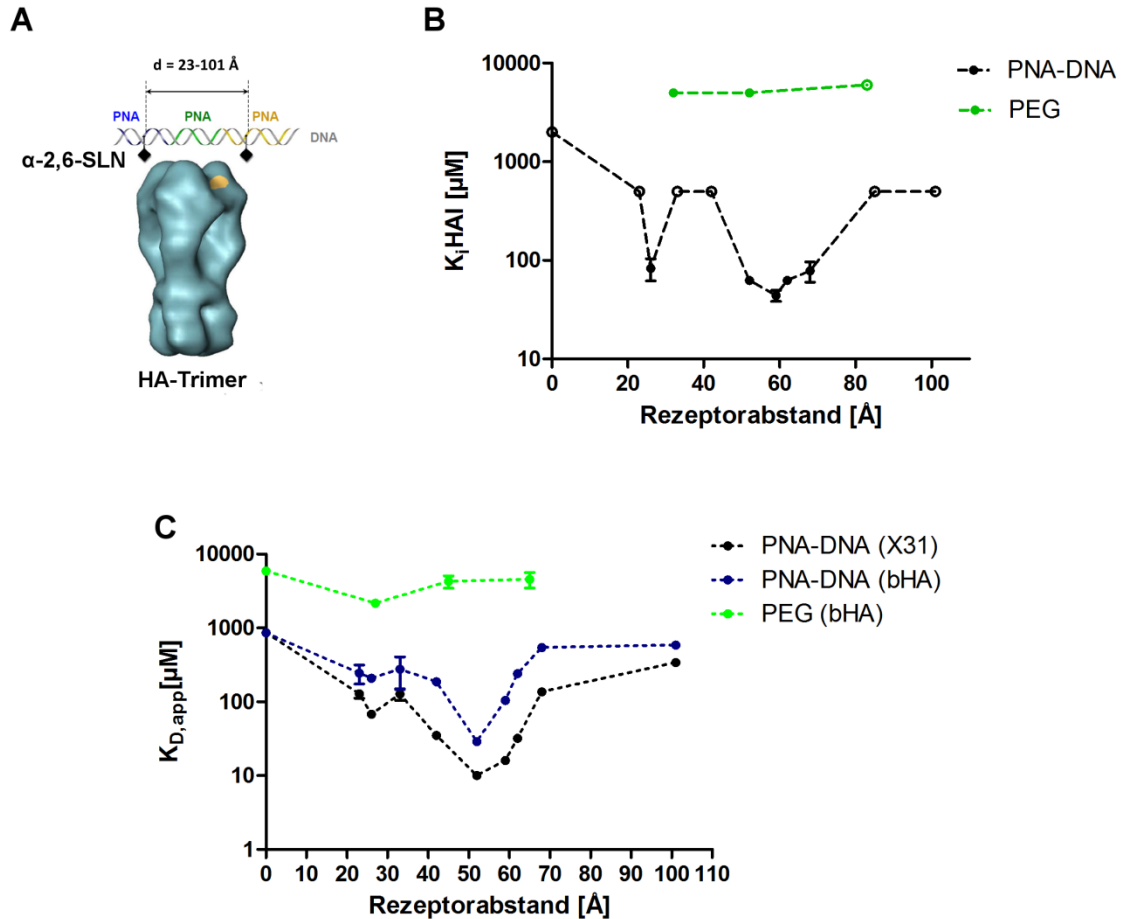 A
d = 23-101 Å
PNA PNA PNA
DNA
α-2,6-SLN
HA-Trimer
B
10000
1000
100
10
KiHAI [µM]
0 20 40 60 80 100
Rezeptorabstand [Å]
PNA-DNA
PEG
C
10000
1000
100
10
1
KD,app[µM]
0 10 20 30 40 50 60 70 80 90 100 110
Rezeptorabstand [Å]
PNA-DNA (X31)
PNA-DNA (bHA)
PEG (bHA)